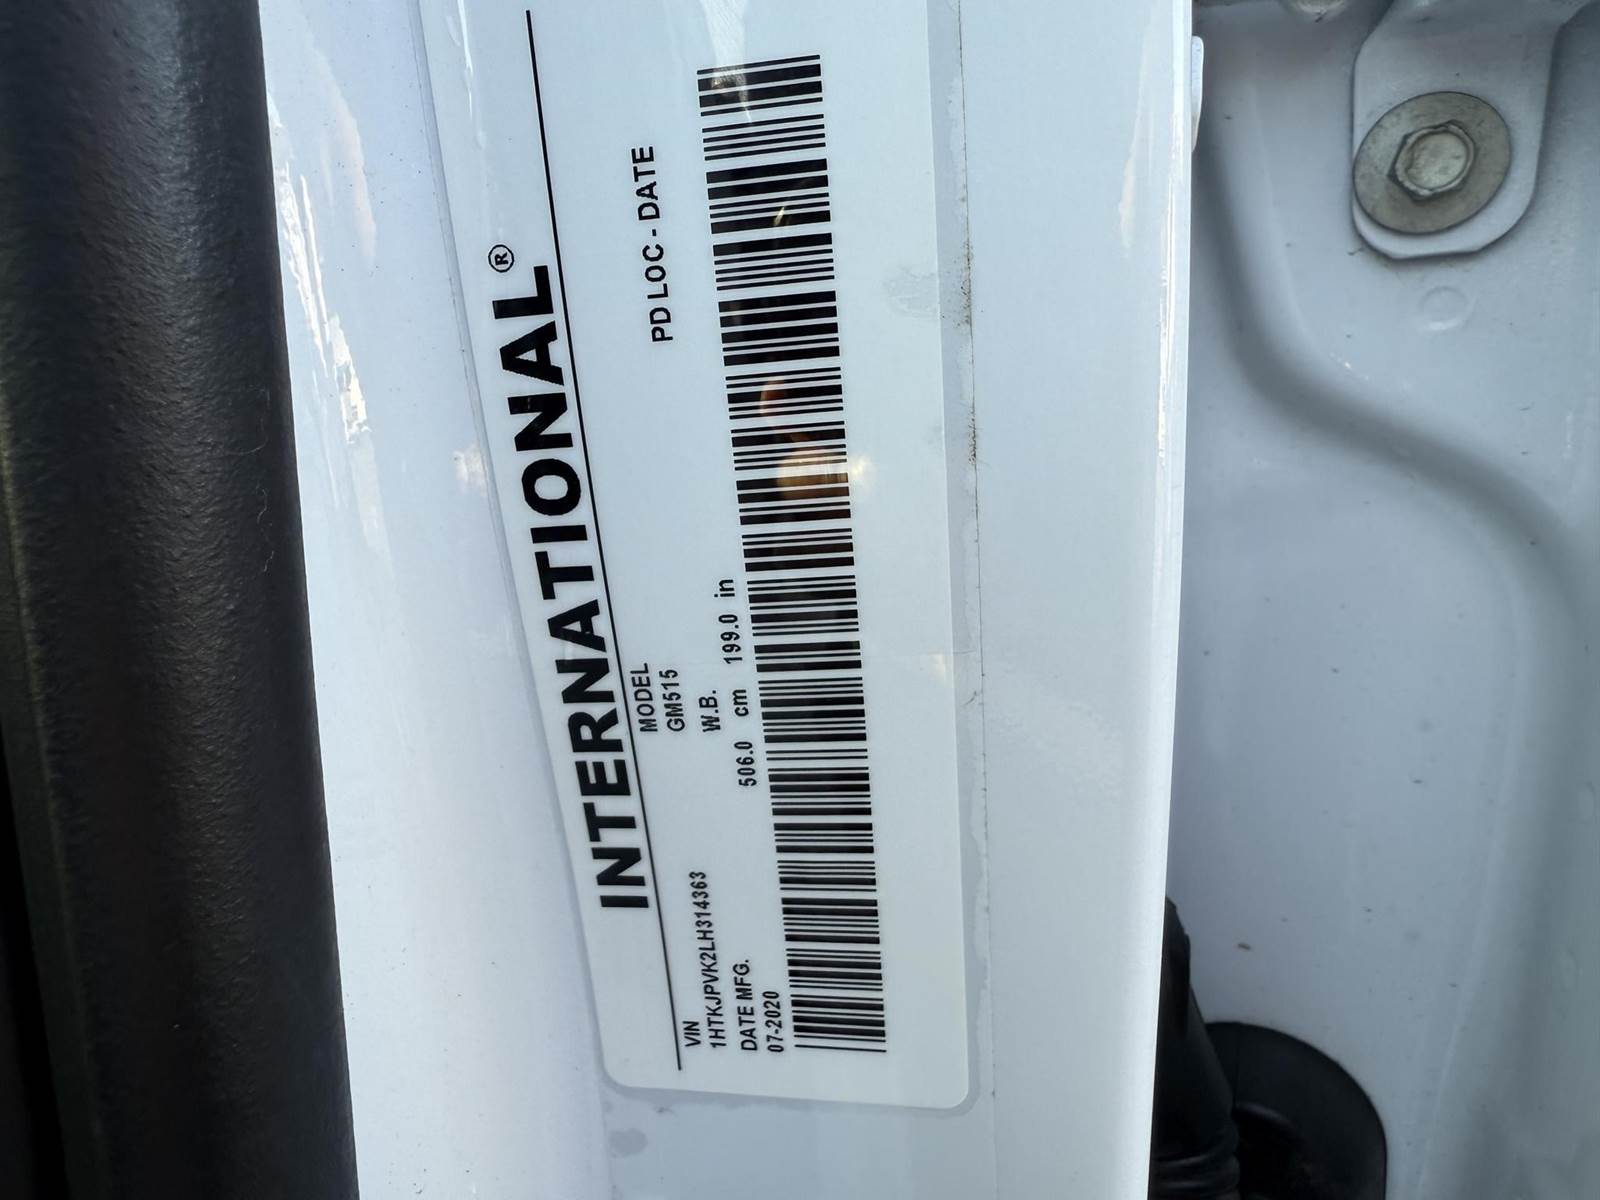 INTERNATIONAL®
MODEL
GM515
PD LOC - DATE
VIN
1HTKJPVK2LH314363
W.B.
DATE MFG.
506.0 cm 199.0 in
07-2020